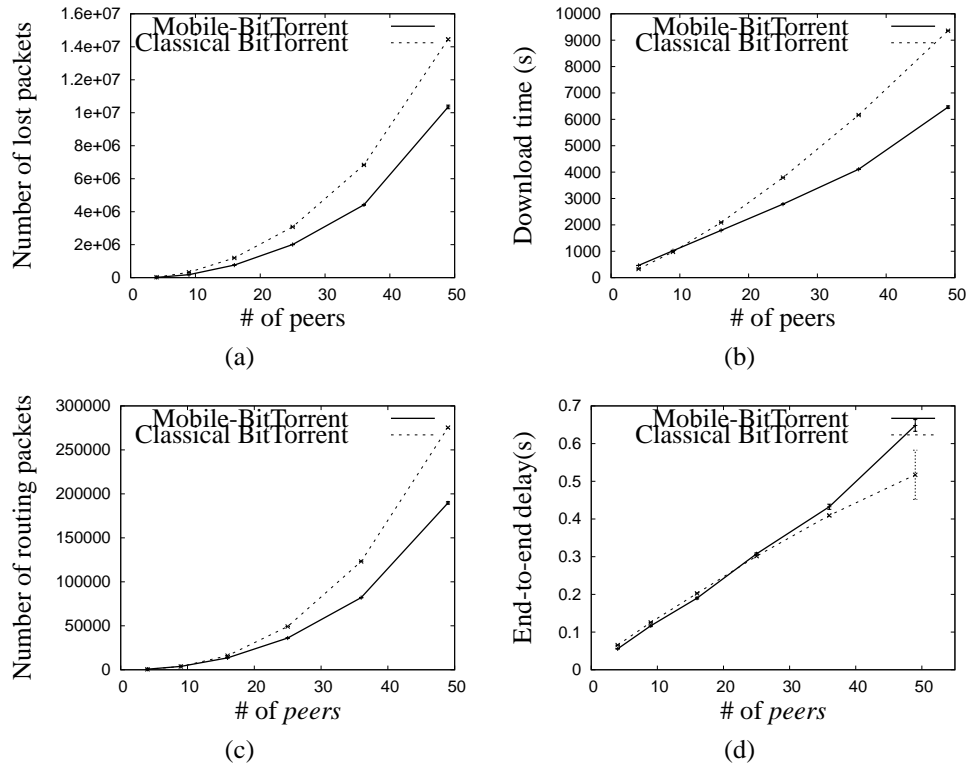 Mobile-BitTorrent
Classical BitTorrent
Number of lost packets
1.6e+07
1.4e+07
1.2e+07
1e+07
8e+06
6e+06
4e+06
2e+06
0
0 10 20 30 40 50
# of peers
(a)
Mobile-BitTorrent
Classical BitTorrent
Download time (s)
10000
9000
8000
7000
6000
5000
4000
3000
2000
1000
0
0 10 20 30 40 50
# of peers
(b)
Mobile-BitTorrent
Classical BitTorrent
Number of routing packets
300000
250000
200000
150000
100000
50000
0
0 10 20 30 40 50
# of peers
(c)
Mobile-BitTorrent
Classical BitTorrent
End-to-end delay(s)
0.7
0.6
0.5
0.4
0.3
0.2
0.1
0
0 10 20 30 40 50
# of peers
(d)